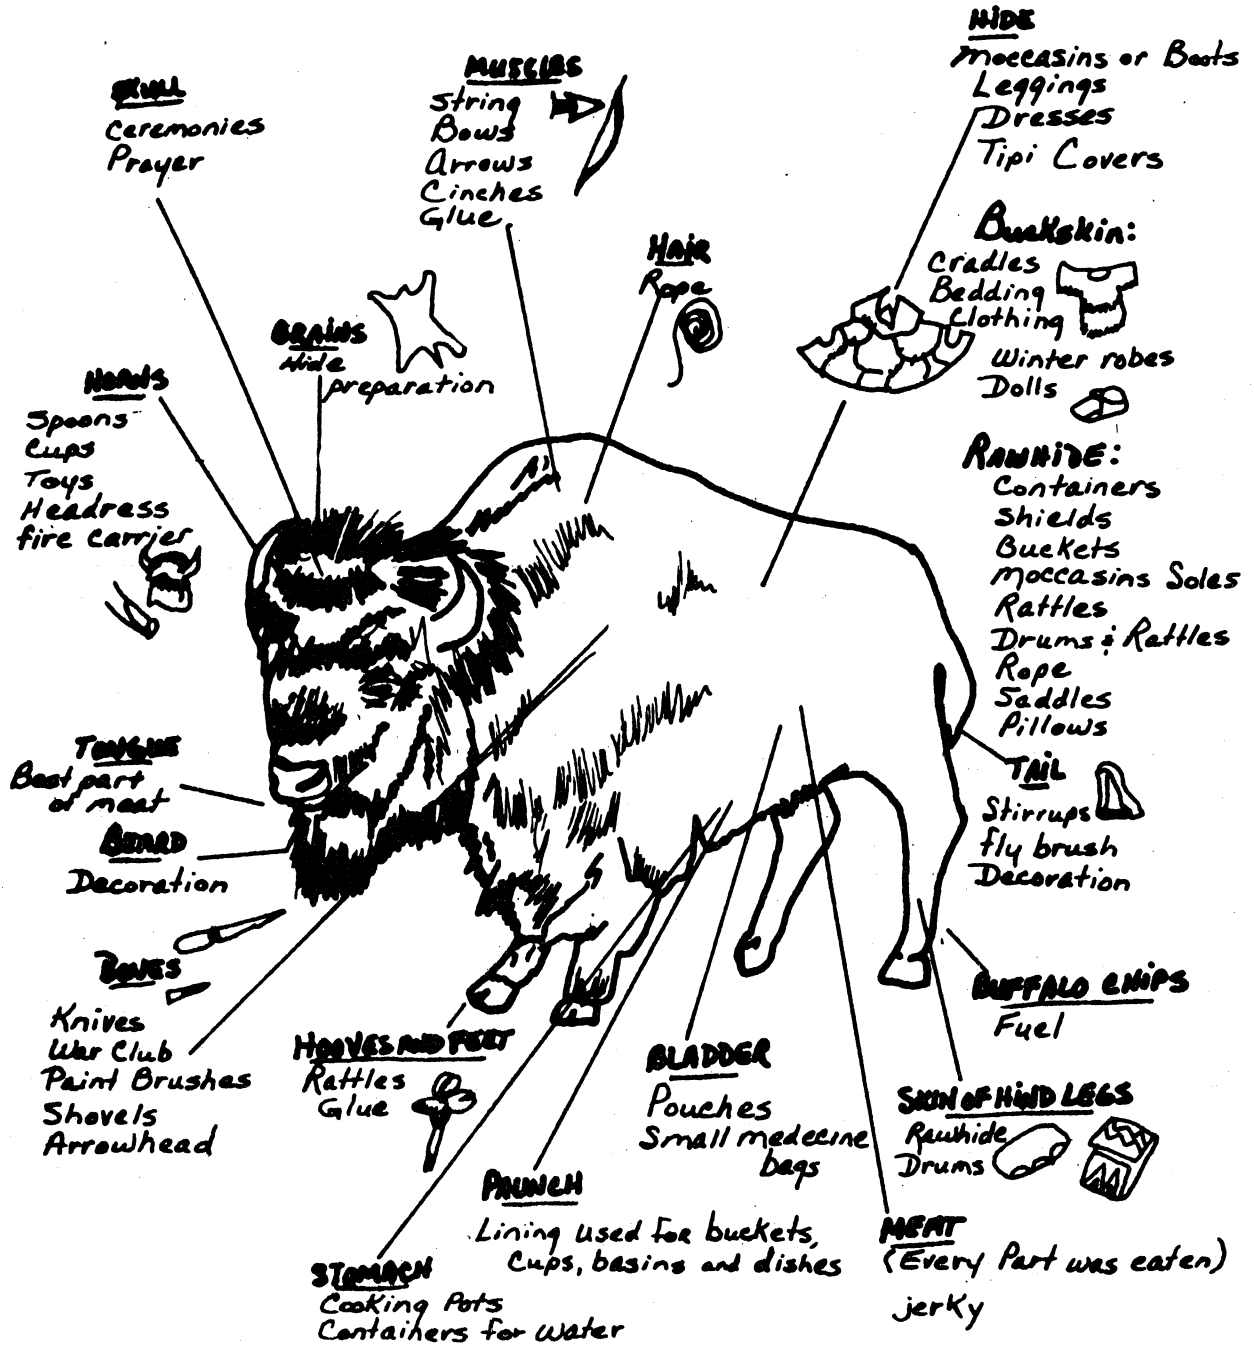 SKULL
Ceremonies
Prayer
MUSCLES
String
Bows
Arrows
Cinches
Glue
HIDE
Moccasins or Boots
Leggings
Dresses
Tipi Covers
Buckskin:
Cradles
Bedding
Clothing
Winter robes
Dolls
HAIR
Rope
BRAINS
Hide
preparation
HORNS
Spoons
Cups
Toys
Headress
fire carrier
RAWHIDE:
Containers
Shields
Buckets
Moccasins Soles
Rattles
Drums & Rattles
Rope
Saddles
Pillows
TONGUE
Best part
of meat
BEARD
Decoration
TAIL
Stirrups
fly brush
Decoration
BONES
Knives
War Club
Paint Brushes
Shovels
Arrowhead
HOOVES AND FEET
Rattles
Glue
BUFFALO CHIPS
Fuel
BLADDER
Pouches
Small medecine
bags
SKIN OF HIND LEGS
Rawhide
Drums
PAUNCH
Lining used for buckets,
Cups, basins and dishes
MEAT
(Every Part was eaten)
jerky
STOMACH
Cooking Pots
Containers for water